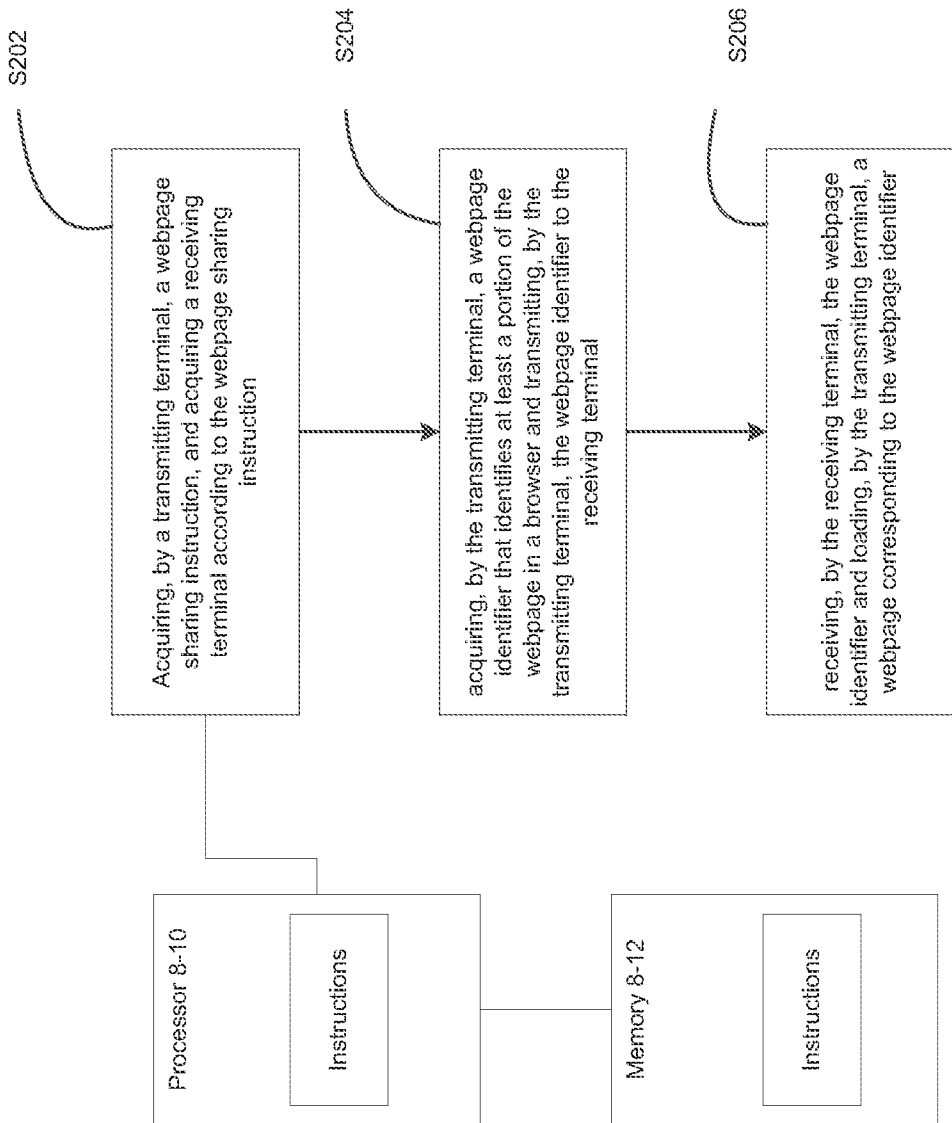 S202
Acquiring, by a transmitting terminal, a webpage
sharing instruction, and acquiring a receiving
terminal according to the webpage sharing
instruction
S204
acquiring, by the transmitting terminal, a webpage
identifier that identifies at least a portion of the
webpage in a browser and transmitting, by the
transmitting terminal, the webpage identifier to the
receiving terminal
S206
receiving, by the receiving terminal, the webpage
identifier and loading, by the transmitting terminal, a
webpage corresponding to the webpage identifier
Processor 8-10
Instructions
Memory 8-12
Instructions